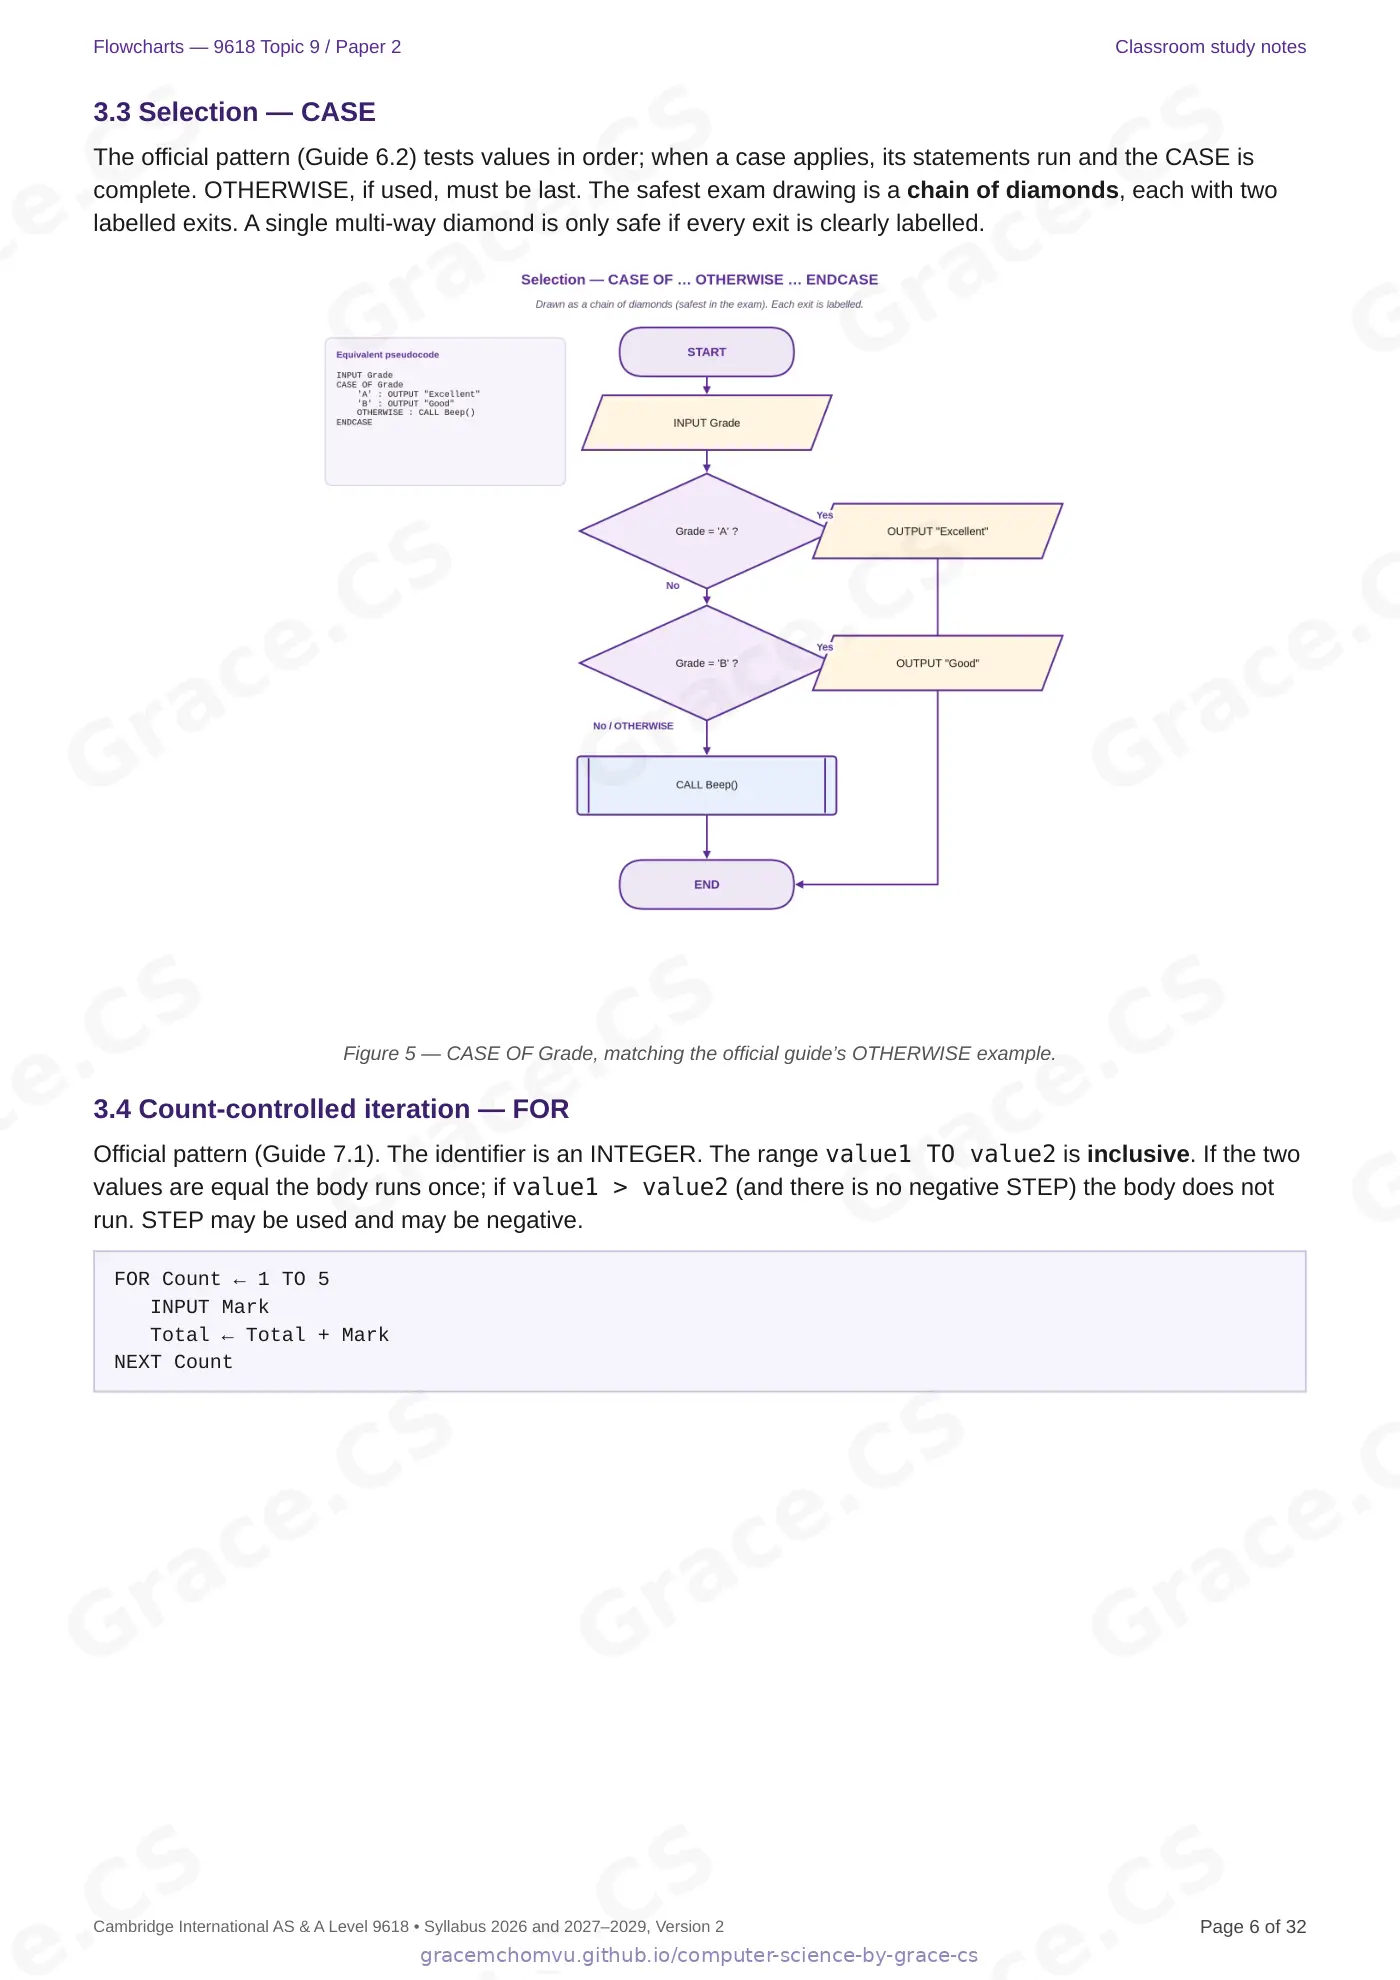 Flowcharts — 9618 Topic 9 / Paper 2
Classroom study notes
3.3 Selection — CASE
The official pattern (Guide 6.2) tests values in order; when a case applies, its statements run and the CASE is
complete. OTHERWISE, if used, must be last. The safest exam drawing is a chain of diamonds, each with two
labelled exits. A single multi-way diamond is only safe if every exit is clearly labelled.
Selection — CASE OF … OTHERWISE … ENDCASE
Drawn as a chain of diamonds (safest in the exam). Each exit is labelled.
Equivalent pseudocode
INPUT Grade
CASE OF Grade
    'A' : OUTPUT "Excellent"
    'B' : OUTPUT "Good"
    OTHERWISE : CALL Beep()
ENDCASE
START
INPUT Grade
Grade = 'A' ?
Yes
OUTPUT "Excellent"
No
Grade = 'B' ?
Yes
OUTPUT "Good"
No / OTHERWISE
CALL Beep()
END
Figure 5 — CASE OF Grade, matching the official guide’s OTHERWISE example.
3.4 Count-controlled iteration — FOR
Official pattern (Guide 7.1). The identifier is an INTEGER. The range value1 TO value2 is inclusive. If the two
values are equal the body runs once; if value1 > value2 (and there is no negative STEP) the body does not
run. STEP may be used and may be negative.
FOR Count ← 1 TO 5
   INPUT Mark
   Total ← Total + Mark
NEXT Count
Cambridge International AS & A Level 9618 • Syllabus 2026 and 2027–2029, Version 2
Page 6 of 32
gracemchomvu.github.io/computer-science-by-grace-cs
Grace.CS